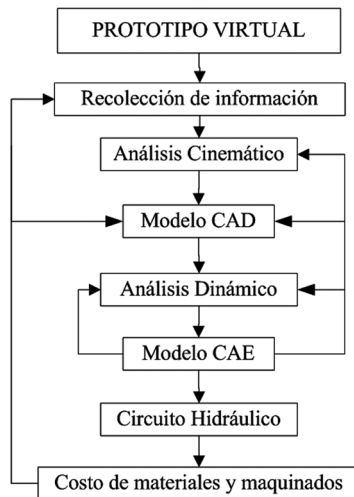 PROTOTIPO VIRTUAL
Recolección de información
Análisis Cinemático
Modelo CAD
Análisis Dinámico
Modelo CAE
Circuito Hidráulico
Costo de materiales y maquinados